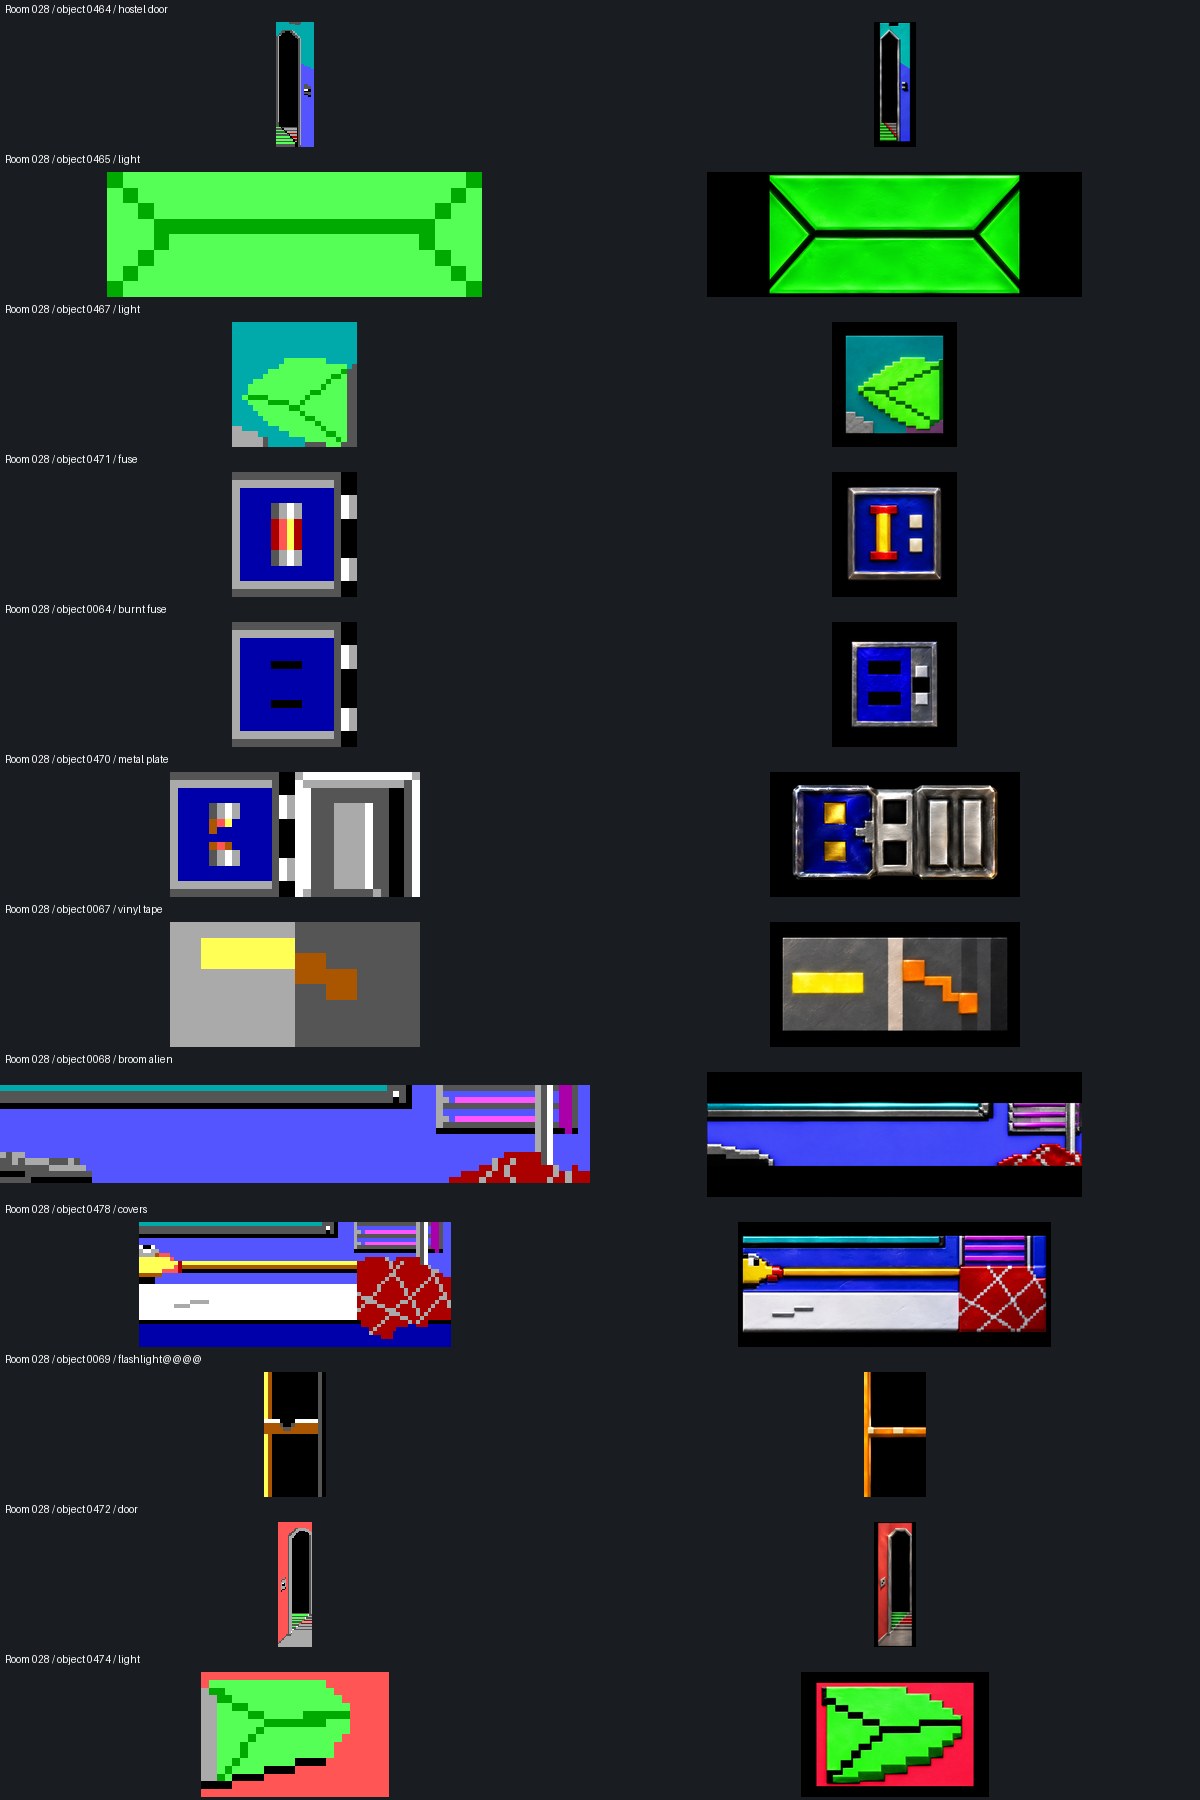 Room 028 / object 0464 / hostel door
Room 028 / object 0465 / light
Room 028 / object 0467 / light
Room 028 / object 0471 / fuse
Room 028 / object 0064 / burnt fuse
Room 028 / object 0470 / metal plate
Room 028 / object 0067 / vinyl tape
Room 028 / object 0068 / broom alien
Room 028 / object 0478 / covers
Room 028 / object 0069 / flashlight@@@@
Room 028 / object 0472 / door
Room 028 / object 0474 / light